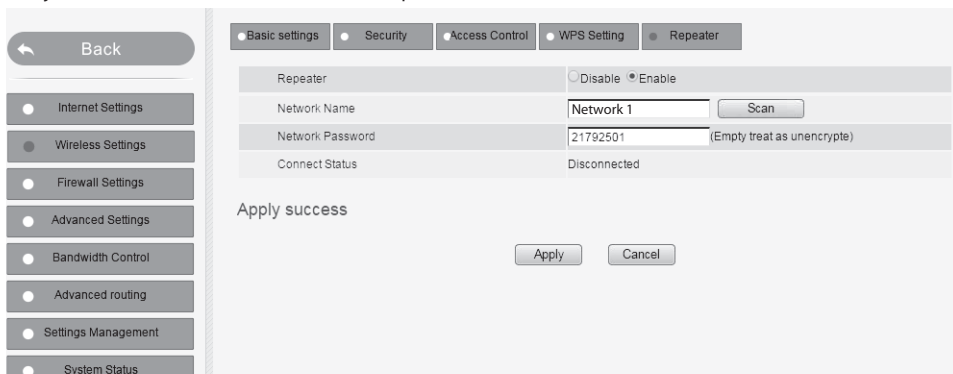 Back
Internet Settings
Wireless Settings
Firewall Settings
Advanced Settings
Bandwidth Control
Advanced routing
Settings Management
System Status
Basic settings Security Access Control WPS Setting Repeater
Repeater Disable Enable
Network Name Network 1 Scan
Network Password 21792501 (Empty treat as unencrypte)
Connect Status Disconnected
Apply success
Apply Cancel